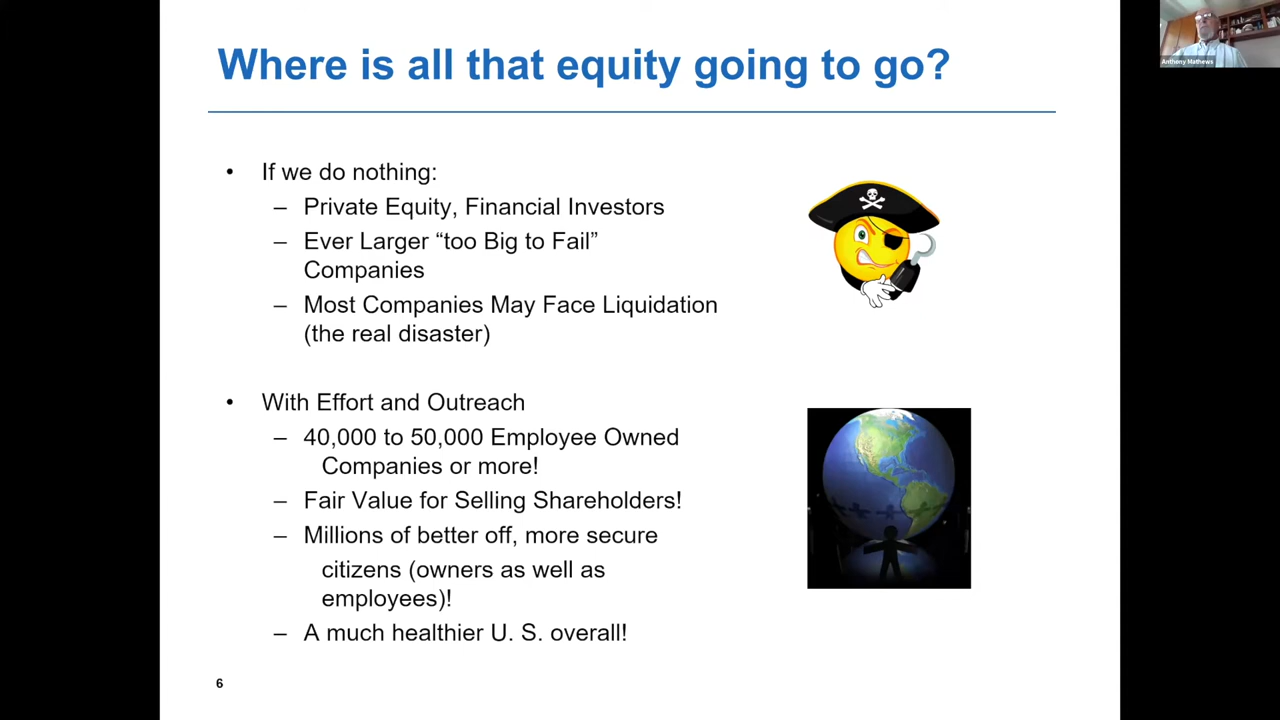 Where is all that equity going to go?
Anthony Mathews
• If we do nothing:
– Private Equity, Financial Investors
– Ever Larger “too Big to Fail”
Companies
– Most Companies May Face Liquidation
(the real disaster)
• With Effort and Outreach
– 40,000 to 50,000 Employee Owned
Companies or more!
– Fair Value for Selling Shareholders!
– Millions of better off, more secure
citizens (owners as well as
employees)!
– A much healthier U. S. overall!
6